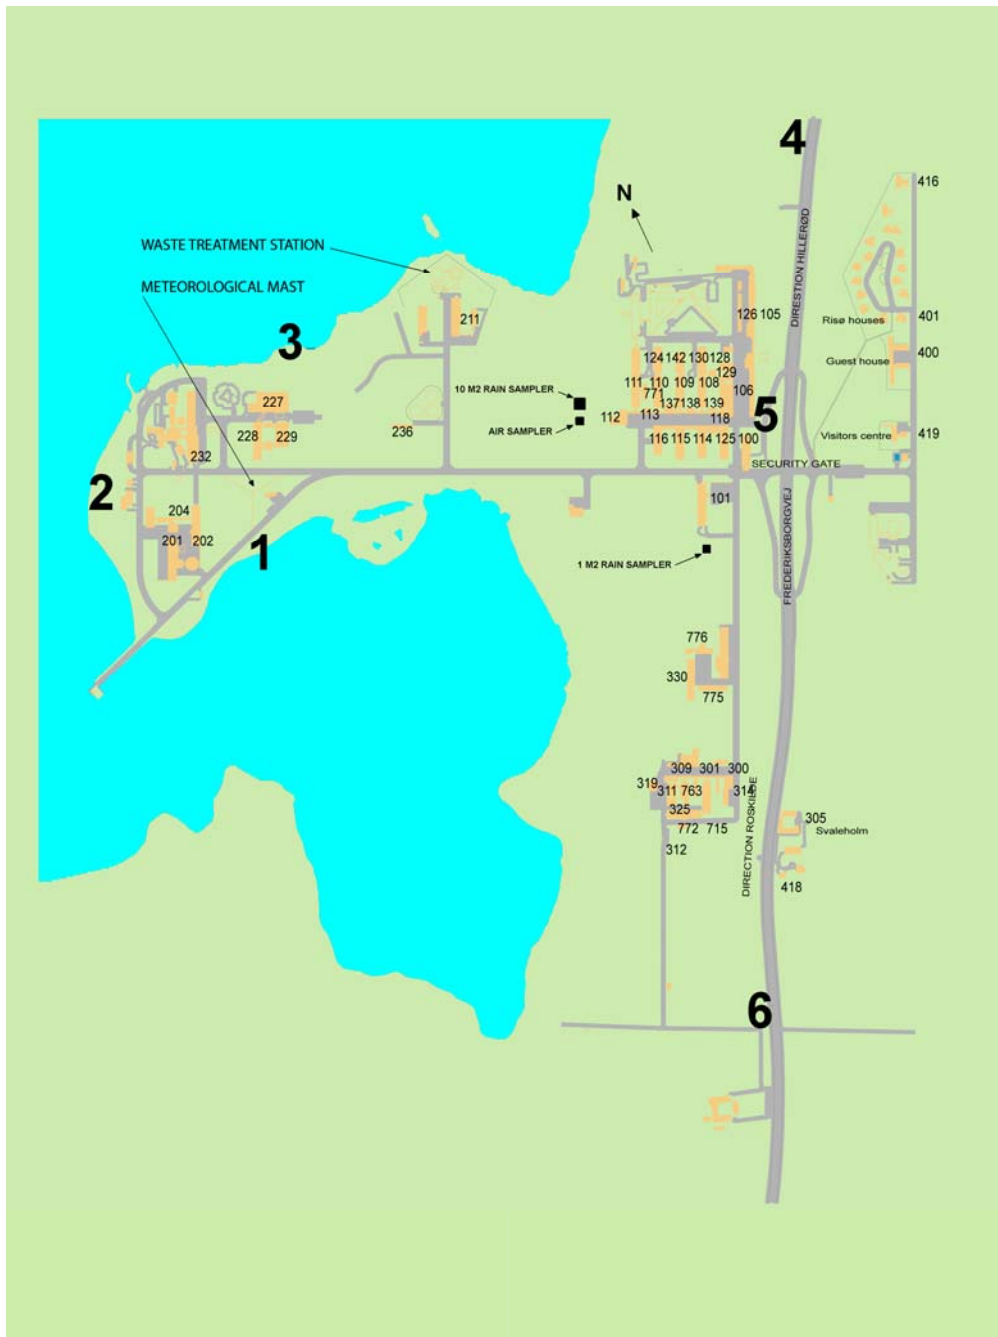 4
416
N
WASTE TREATMENT STATION
DIRESTION HILLERØD
METEOROLOGICAL MAST
211
126 105
401
Risø houses
3
124 142 130 128
400
Guest house
129
111 110 109 108
106
10 M2 RAIN SAMPLER
771
137 138 139
227
112
113
118
5
236
AIR SAMPLER
419
Visitors centre
228
229
116 115 114 125 100
232
SECURITY GATE
2
101
204
201 202
1
1 M2 RAIN SAMPLER
FREDERIKSBORGVEJ
776
330
775
309 301 300
319
311 763
314
325
DIRECTION ROSKILDE
305
Svaleholm
772 715
312
418
6